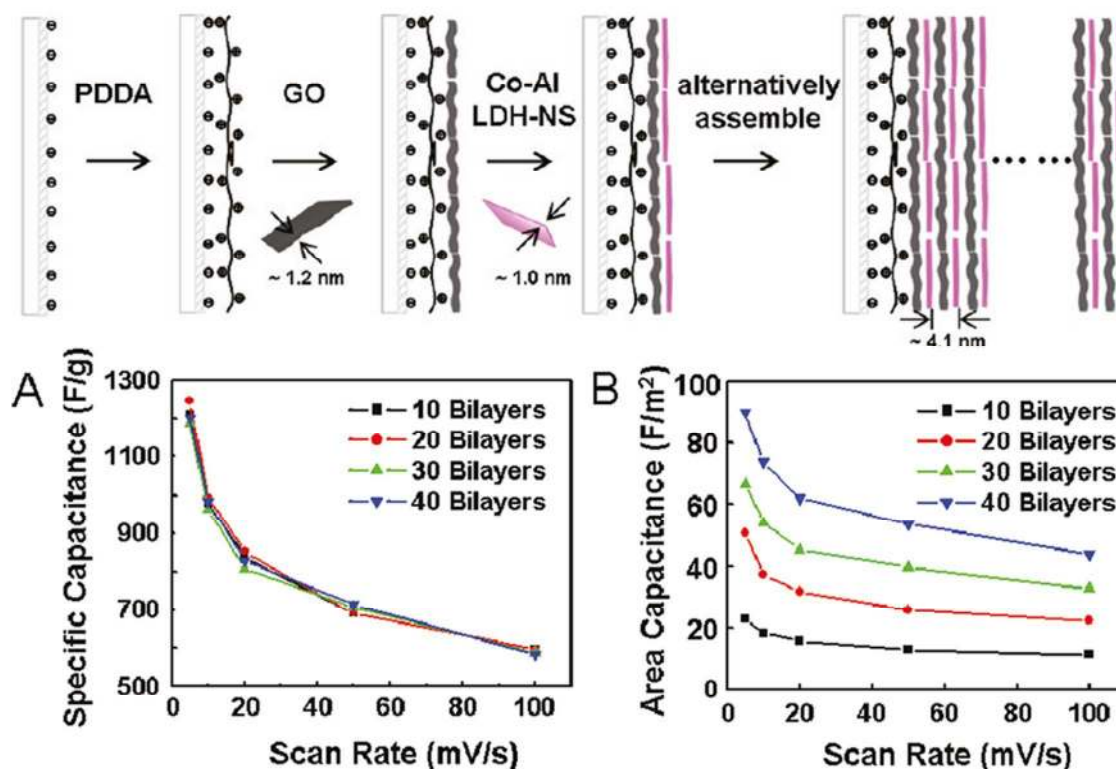 PDDA
GO
~ 1.2 nm
Co-Al
LDH-NS
~ 1.0 nm
alternatively
assemble
~ 4.1 nm
A
Specific Capacitance (F/g)
1300
1100
900
700
500
10 Bilayers
20 Bilayers
30 Bilayers
40 Bilayers
0 20 40 60 80 100
Scan Rate (mV/s)
B
Area Capacitance (F/m²)
100
80
60
40
20
0
10 Bilayers
20 Bilayers
30 Bilayers
40 Bilayers
0 20 40 60 80 100
Scan Rate (mV/s)